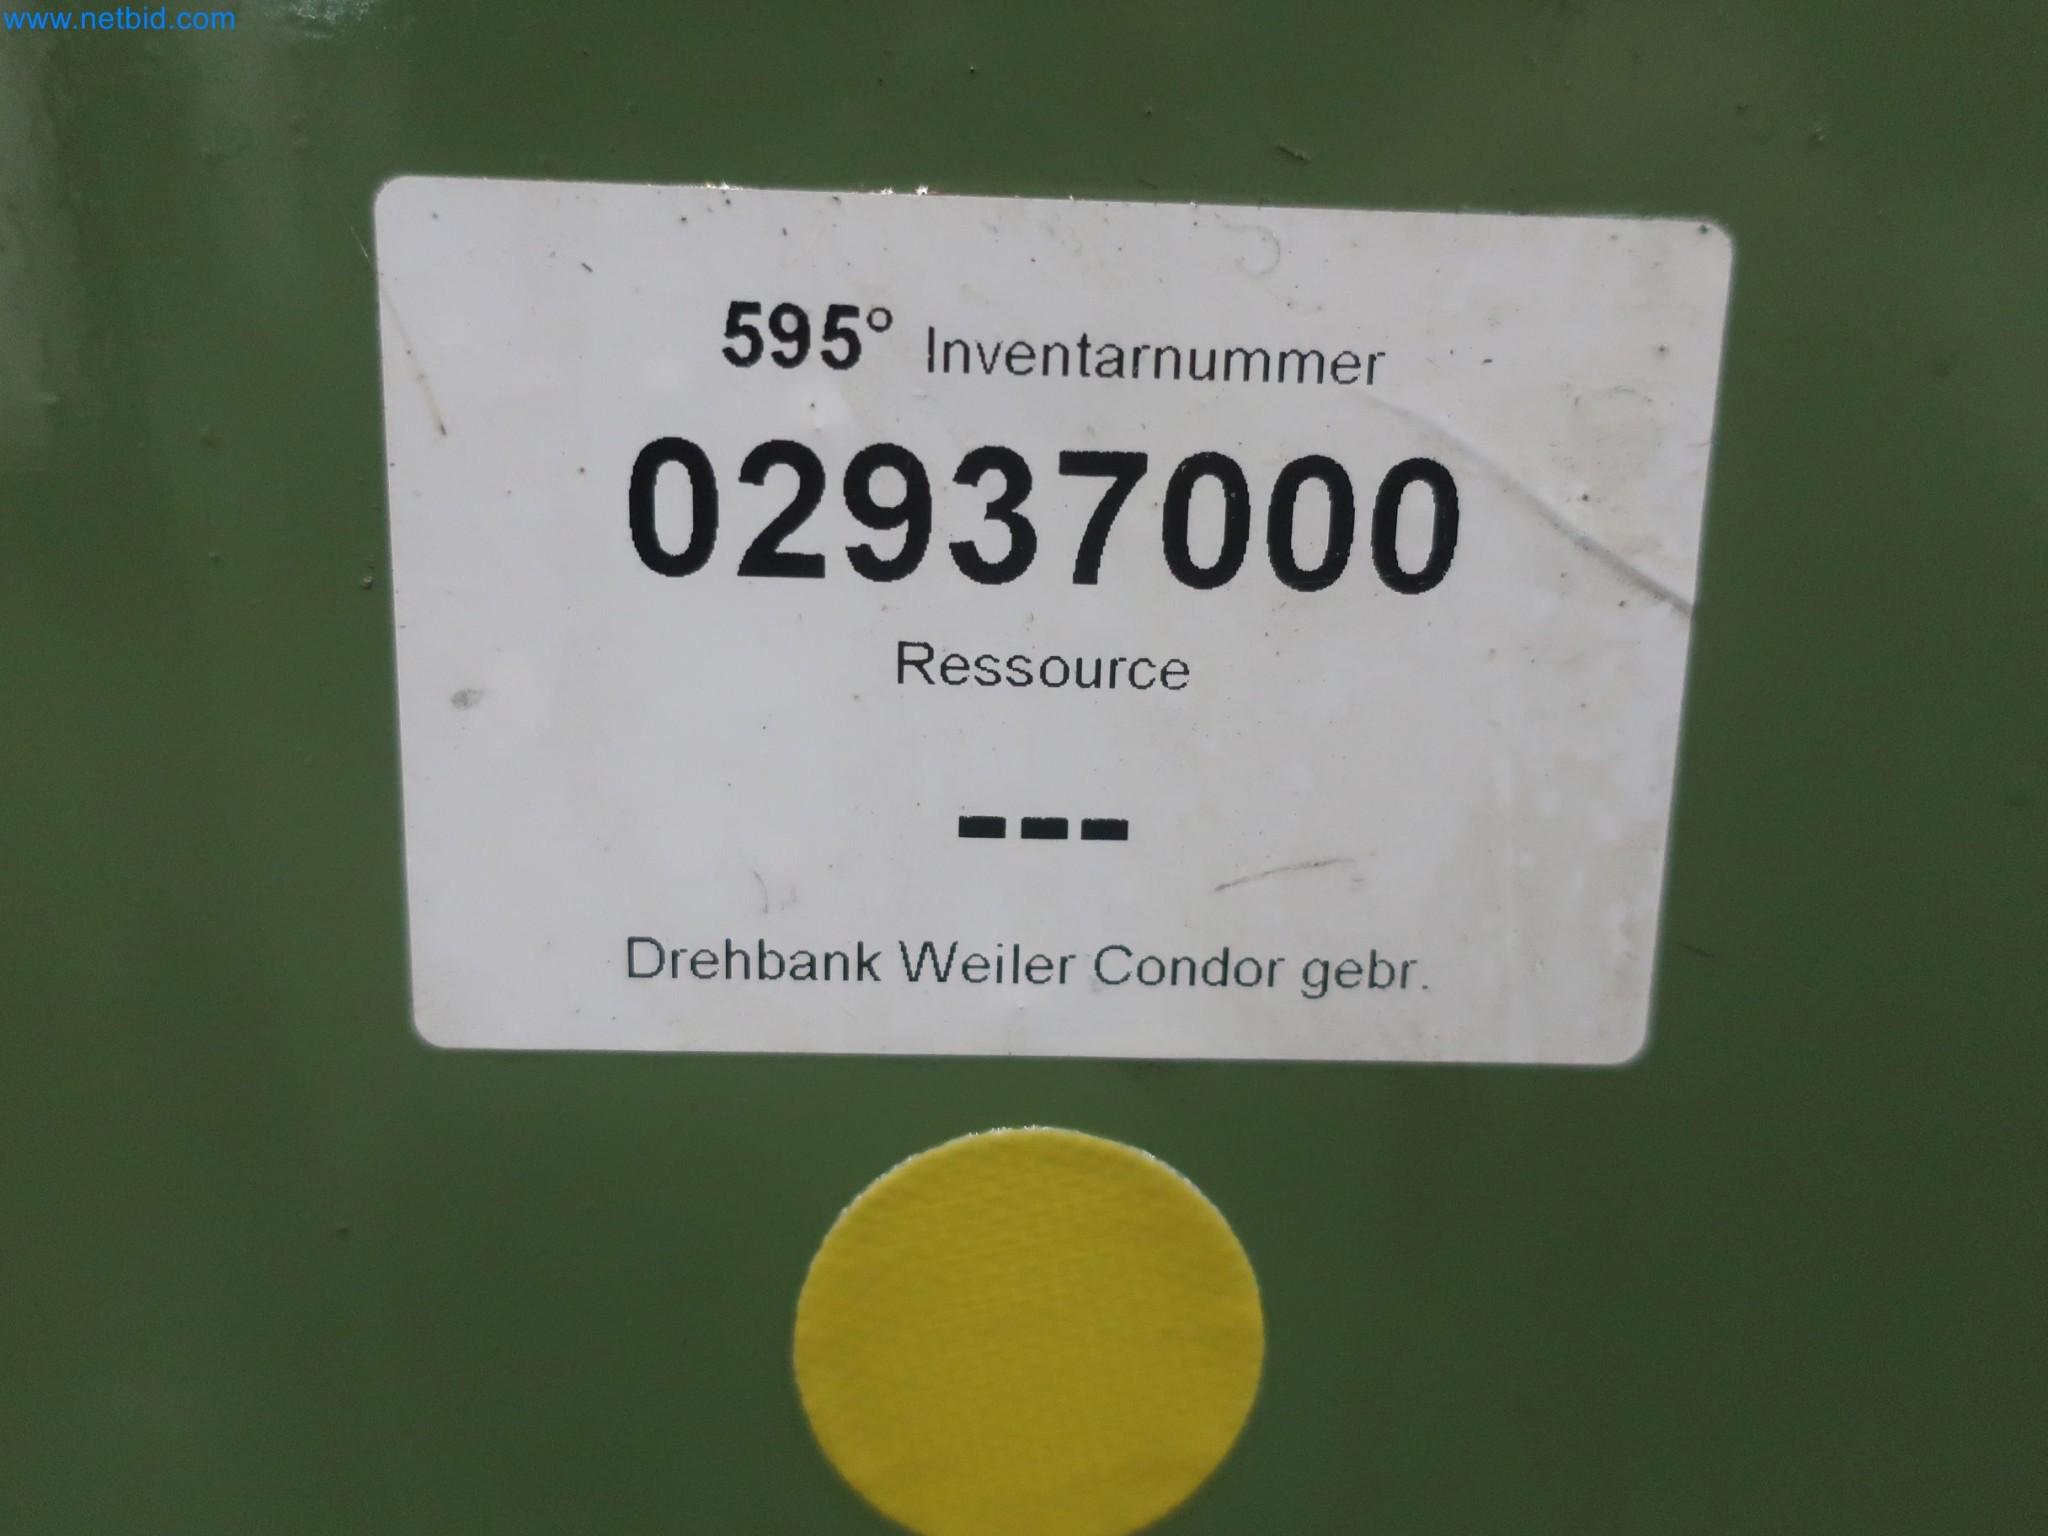 www.netbid.com
595° Inventarnummer
02937000
Ressource
---
Drehbank Weiler Condor gebr.